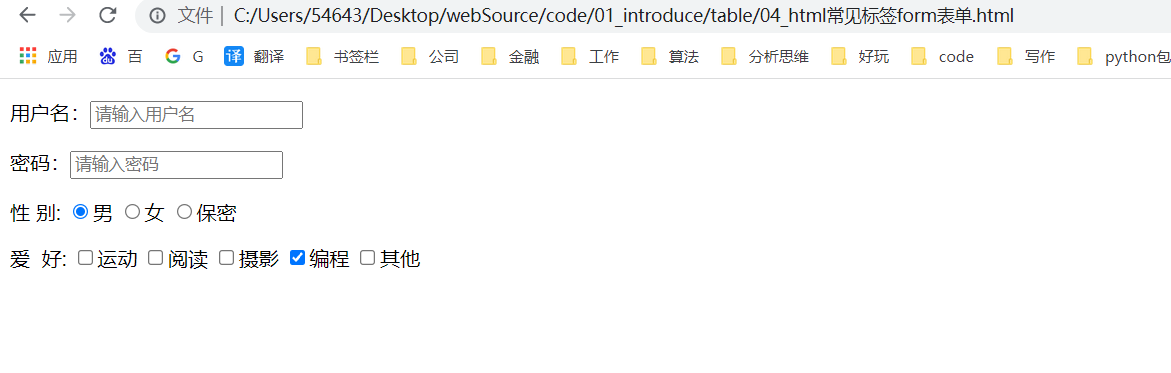 文件 | C:/Users/54643/Desktop/webSource/code/01_introduce/table/04_html常见标签form表单.html
应用 百 G 译 翻译 书签栏 公司 金融 工作 算法 分析思维 好玩 code 写作 python包
用户名：请输入用户名
密码：请输入密码
性 别: 男 女 保密
爱 好: 运动 阅读 摄影 编程 其他